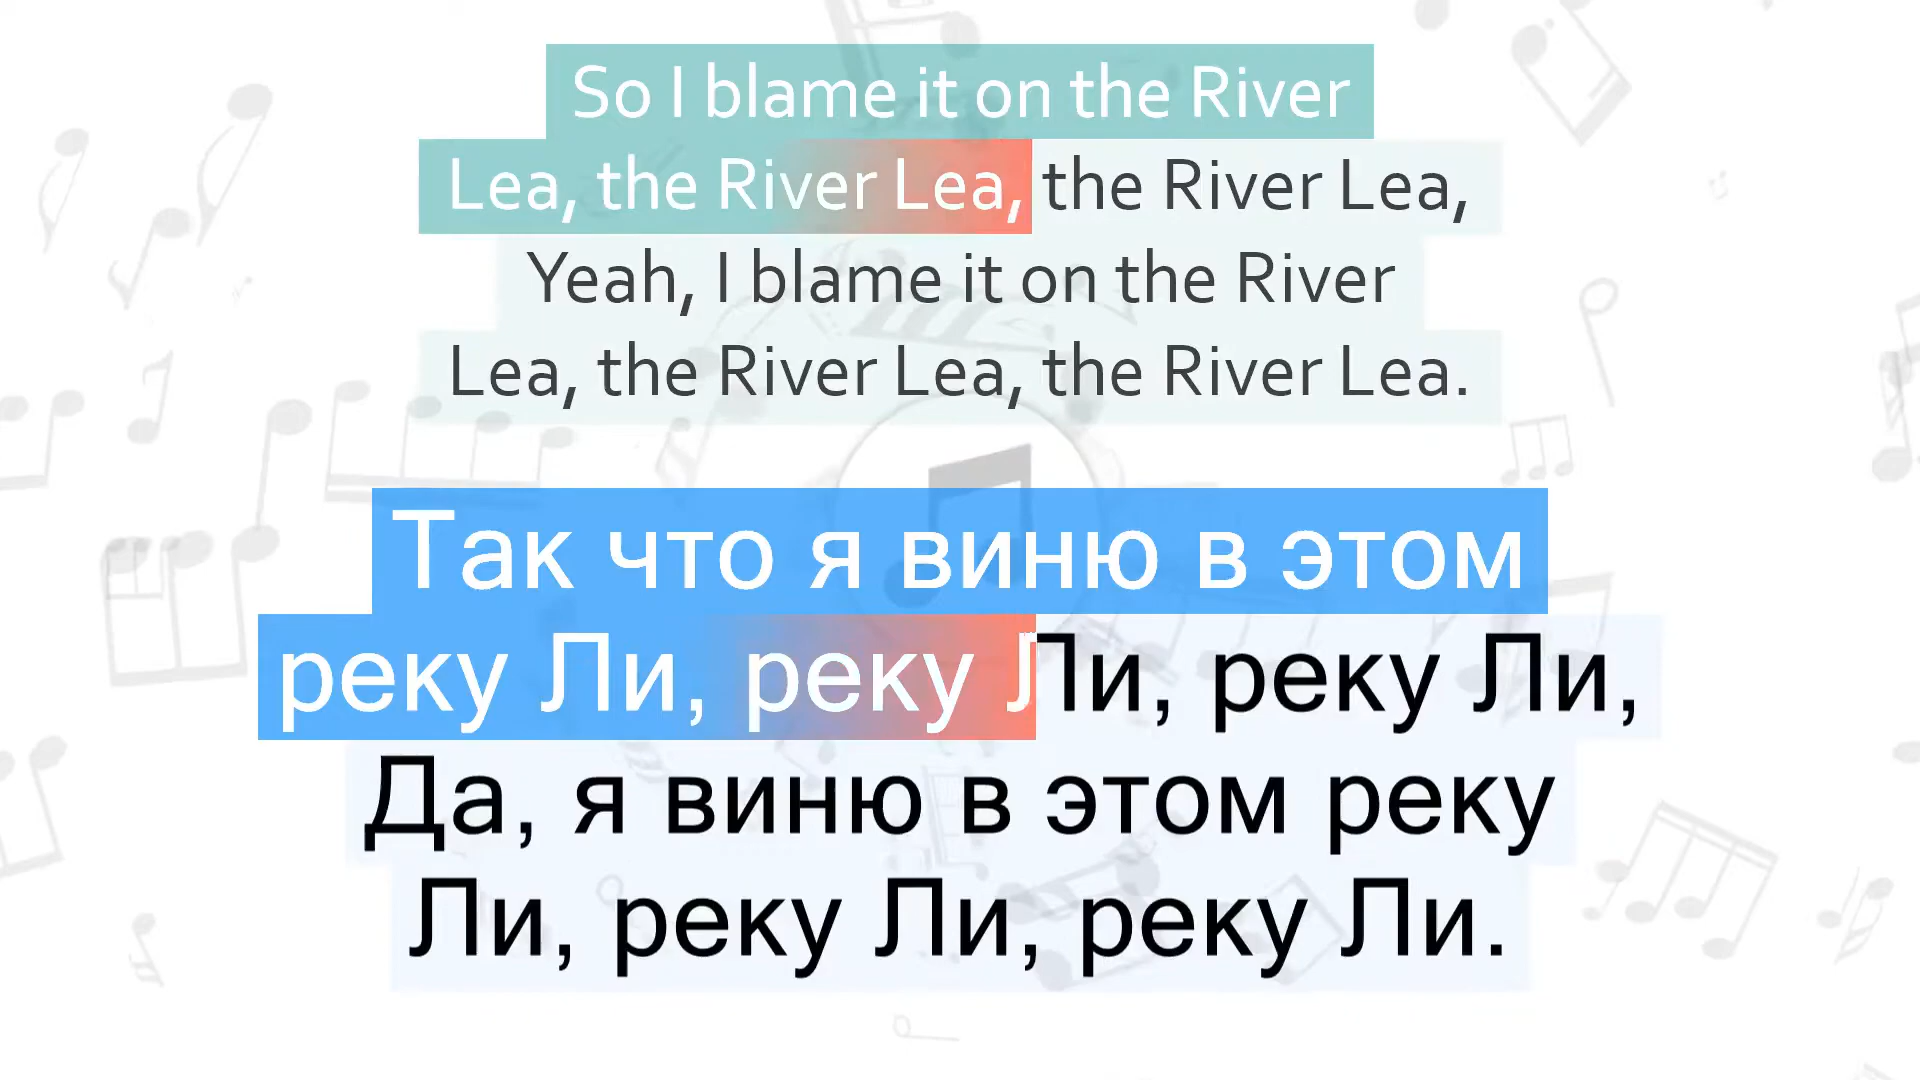 So I blame it on the River
Lea, the River Lea, the River Lea,
Yeah, I blame it on the River
Lea, the River Lea, the River Lea.
Так что я виню в этом
реку Ли, реку Ли, реку Ли,
Да, я виню в этом реку
Ли, реку Ли, реку Ли.